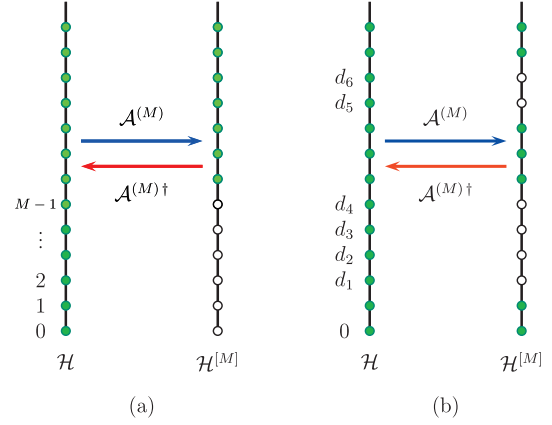 𝒜^(M)
𝒜^(M)†
M − 1
⋮
2
1
0
ℋ
ℋ^[M]
(a)
d_6
d_5
𝒜^(M)
𝒜^(M)†
d_4
d_3
d_2
d_1
0
ℋ
ℋ^[M]
(b)